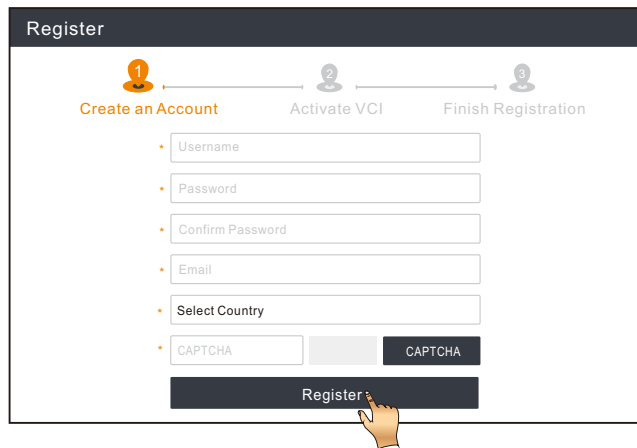 Register
1 2 3
Create an Account Activate VCI Finish Registration
* Username
* Password
* Confirm Password
* Email
* Select Country
* CAPTCHA CAPTCHA
Register